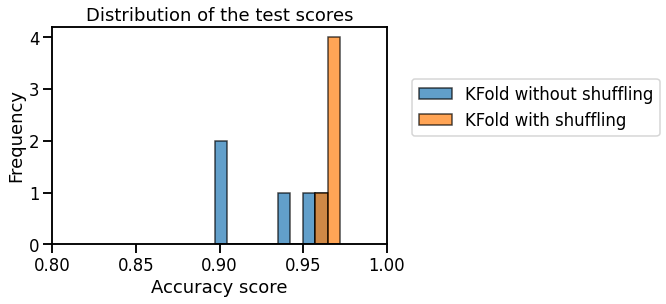 Distribution of the test scores
4
3
2
1
0
Frequency
0.80 0.85 0.90 0.95 1.00
Accuracy score
KFold without shuffling
KFold with shuffling